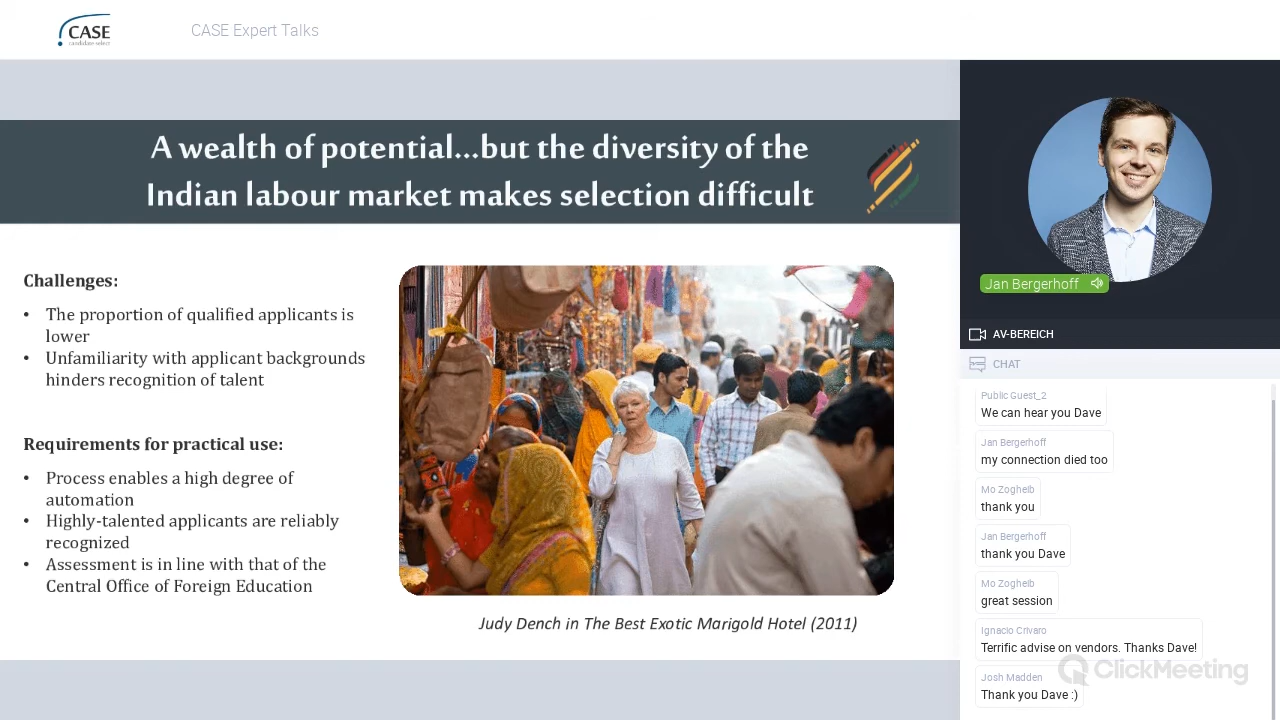 CASE
candidate-select
CASE Expert Talks
A wealth of potential...but the diversity of the
Indian labour market makes selection difficult
Challenges:
• The proportion of qualified applicants is
lower
• Unfamiliarity with applicant backgrounds
hinders recognition of talent
Requirements for practical use:
• Process enables a high degree of
automation
• Highly-talented applicants are reliably
recognized
• Assessment is in line with that of the
Central Office of Foreign Education
Judy Dench in The Best Exotic Marigold Hotel (2011)
Jan Bergerhoff
AV-BEREICH
CHAT
Public Guest_2
We can hear you Dave
Jan Bergerhoff
my connection died too
Mo Zogheib
thank you
Jan Bergerhoff
thank you Dave
Mo Zogheib
great session
Ignacio Crivaro
Terrific advise on vendors. Thanks Dave!
Josh Madden
Thank you Dave :)
ClickMeeting